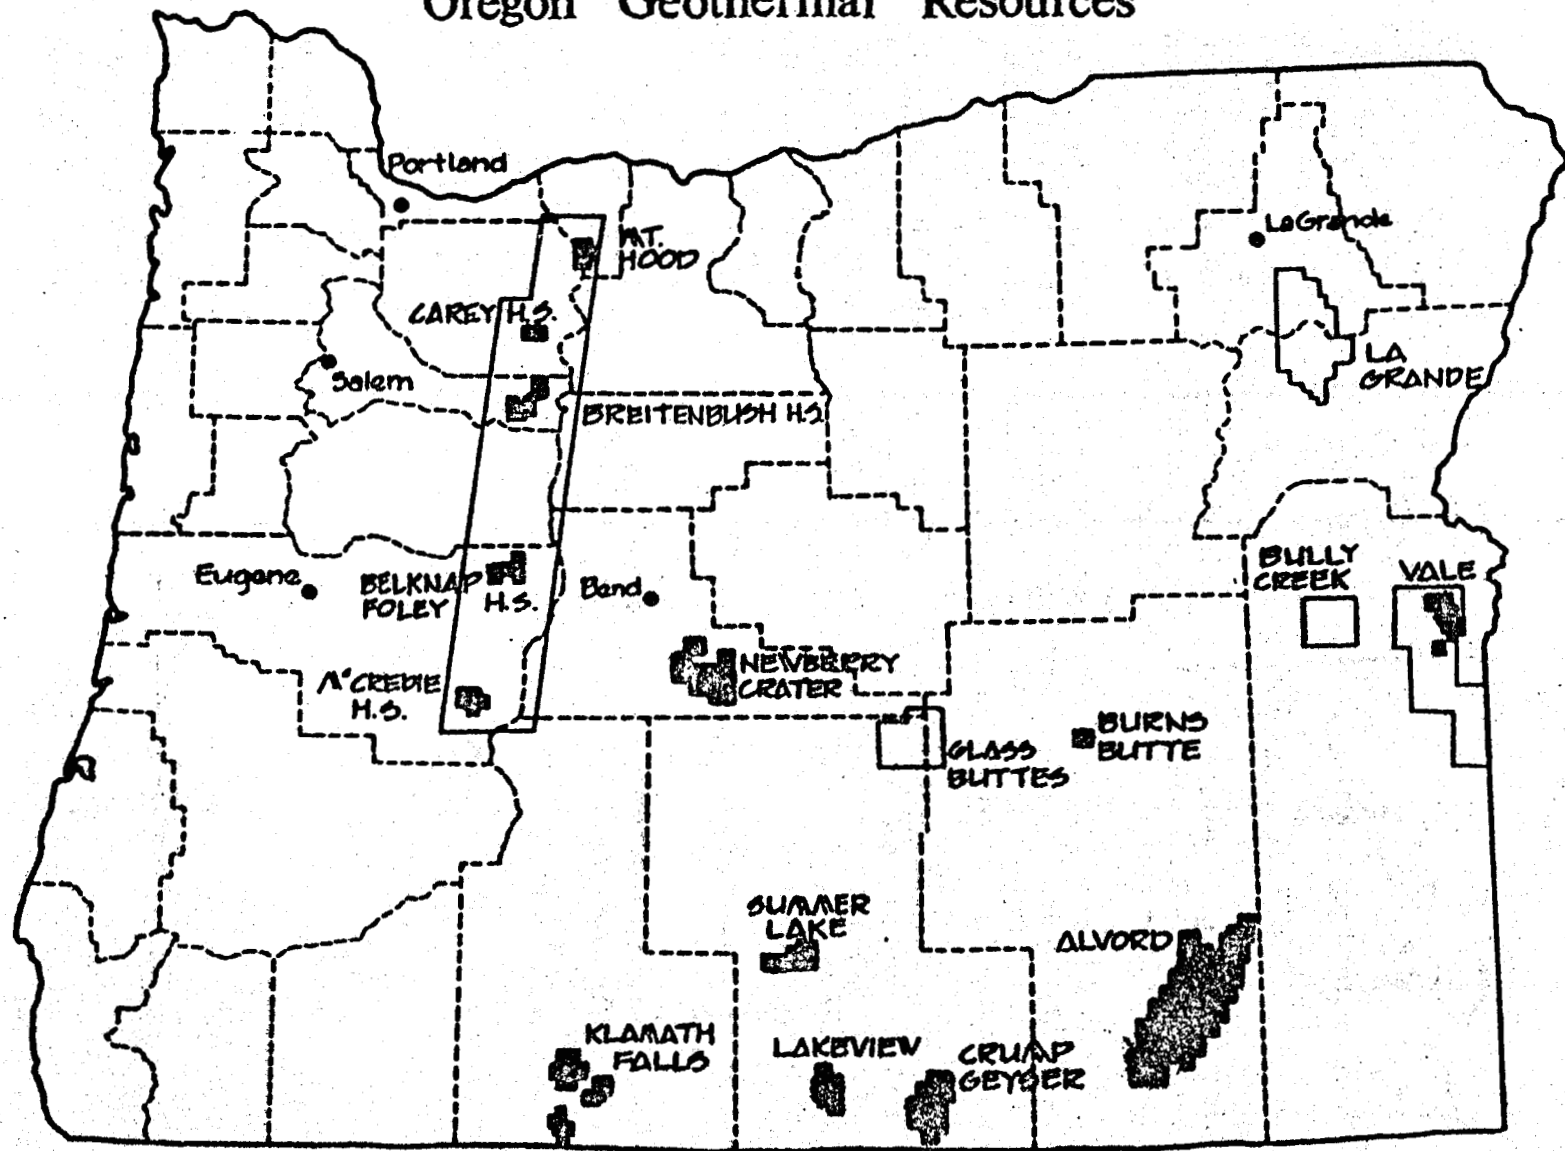 Oregon Geothermal Resources
Portland
MT.
HOOD
LaGrande
CAREY H.S.
LA
GRANDE
Salem
BREITENBUSH H.S.
BULLY
CREEK
VALE
Eugene
BELKNAP
FOLEY H.S.
Bend
NEWBERRY
CRATER
McCREDIE
H.S.
BURNS
BUTTE
GLASS
BUTTES
SUMMER
LAKE
ALVORD
KLAMATH
FALLS
LAKEVIEW
CRUMP
GEYSER